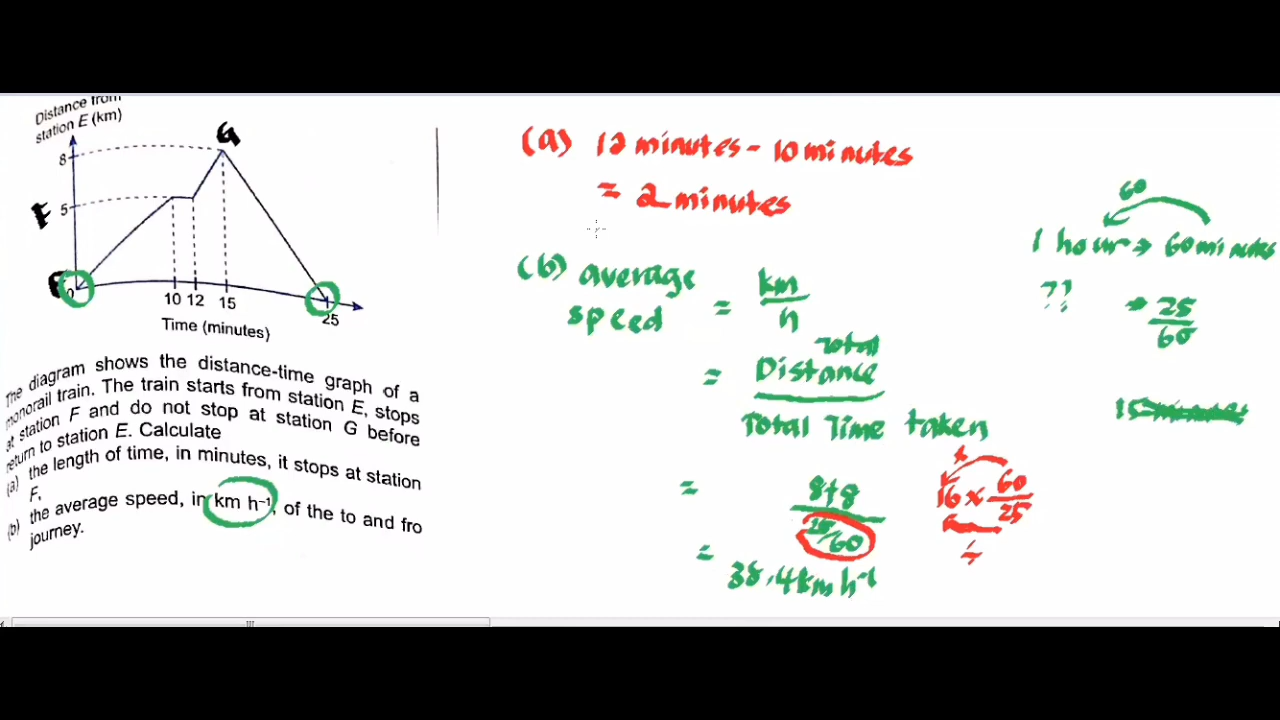 Distance from
station E (km)
G
8
F
5
0
10 12 15
25
Time (minutes)
The diagram shows the distance-time graph of a
monorail train. The train starts from station E, stops
at station F and do not stop at station G before
return to station E. Calculate
(a) the length of time, in minutes, it stops at station
F,
(b) the average speed, in km h⁻¹, of the to and fro
journey.
(a) 12 minutes - 10 minutes
= 2 minutes
(b) average
speed
= km
h
= Total
Distance
Total Time taken
= 8+8
25/60
= 38.4km h⁻¹
16 x 60
25
x
÷
60
1 hour → 60 minutes
??
25
60
15